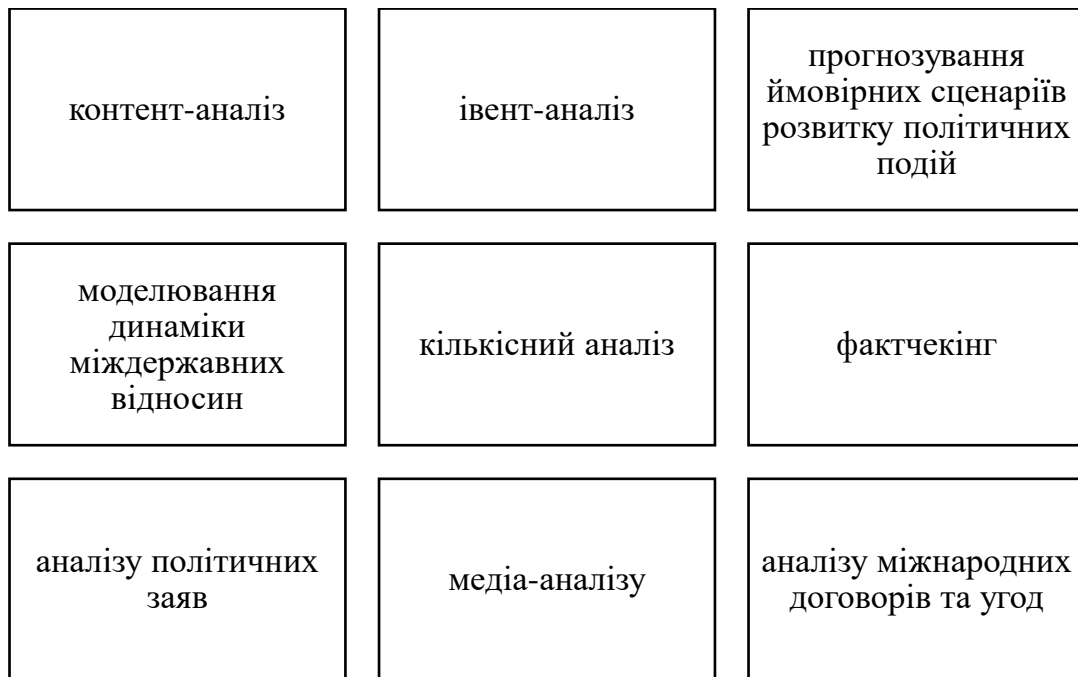 контент-аналіз
івент-аналіз
прогнозування
ймовірних сценаріїв
розвитку політичних
подій
моделювання
динаміки
міждержавних
відносин
кількісний аналіз
фактчекінг
аналізу політичних
заяв
медіа-аналізу
аналізу міжнародних
договорів та угод